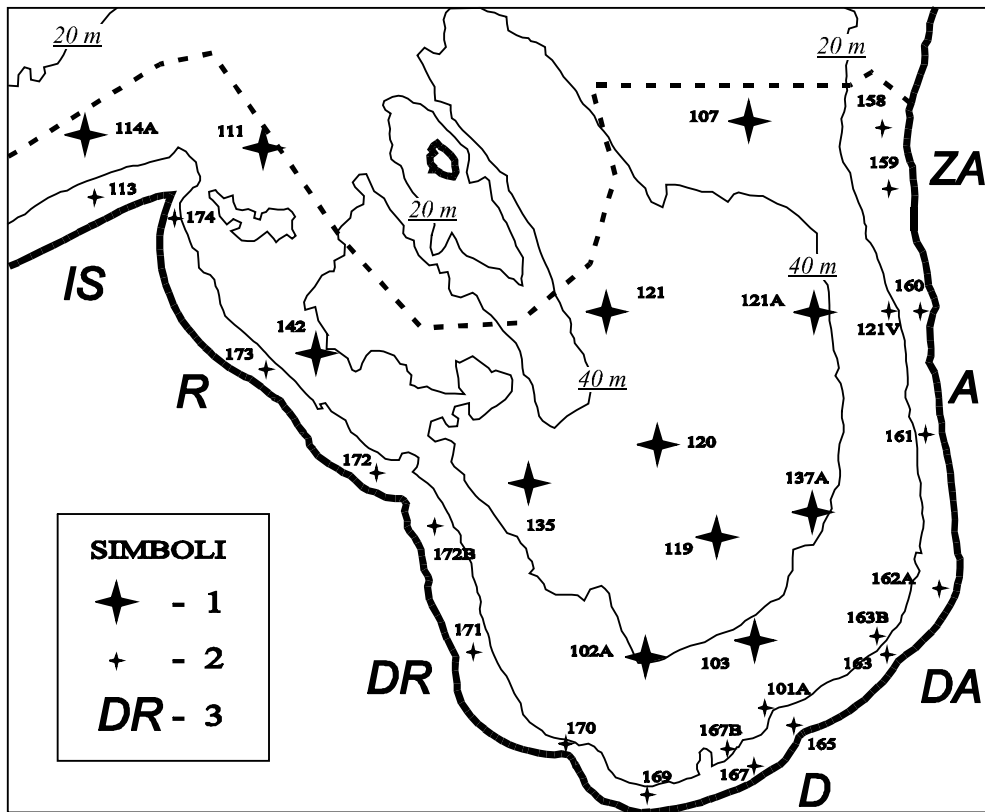 20 m
20 m
158
107
114A
111
159
ZA
113
174
20 m
IS
40 m
160
121
121A
121V
142
173
40 m
R
A
161
120
172
137A
135
119
SIMBOLI
172B
- 1
162A
163B
- 2
171
102A
103
163
DR
DA
101A
DR - 3
170
167B
165
169
167
D